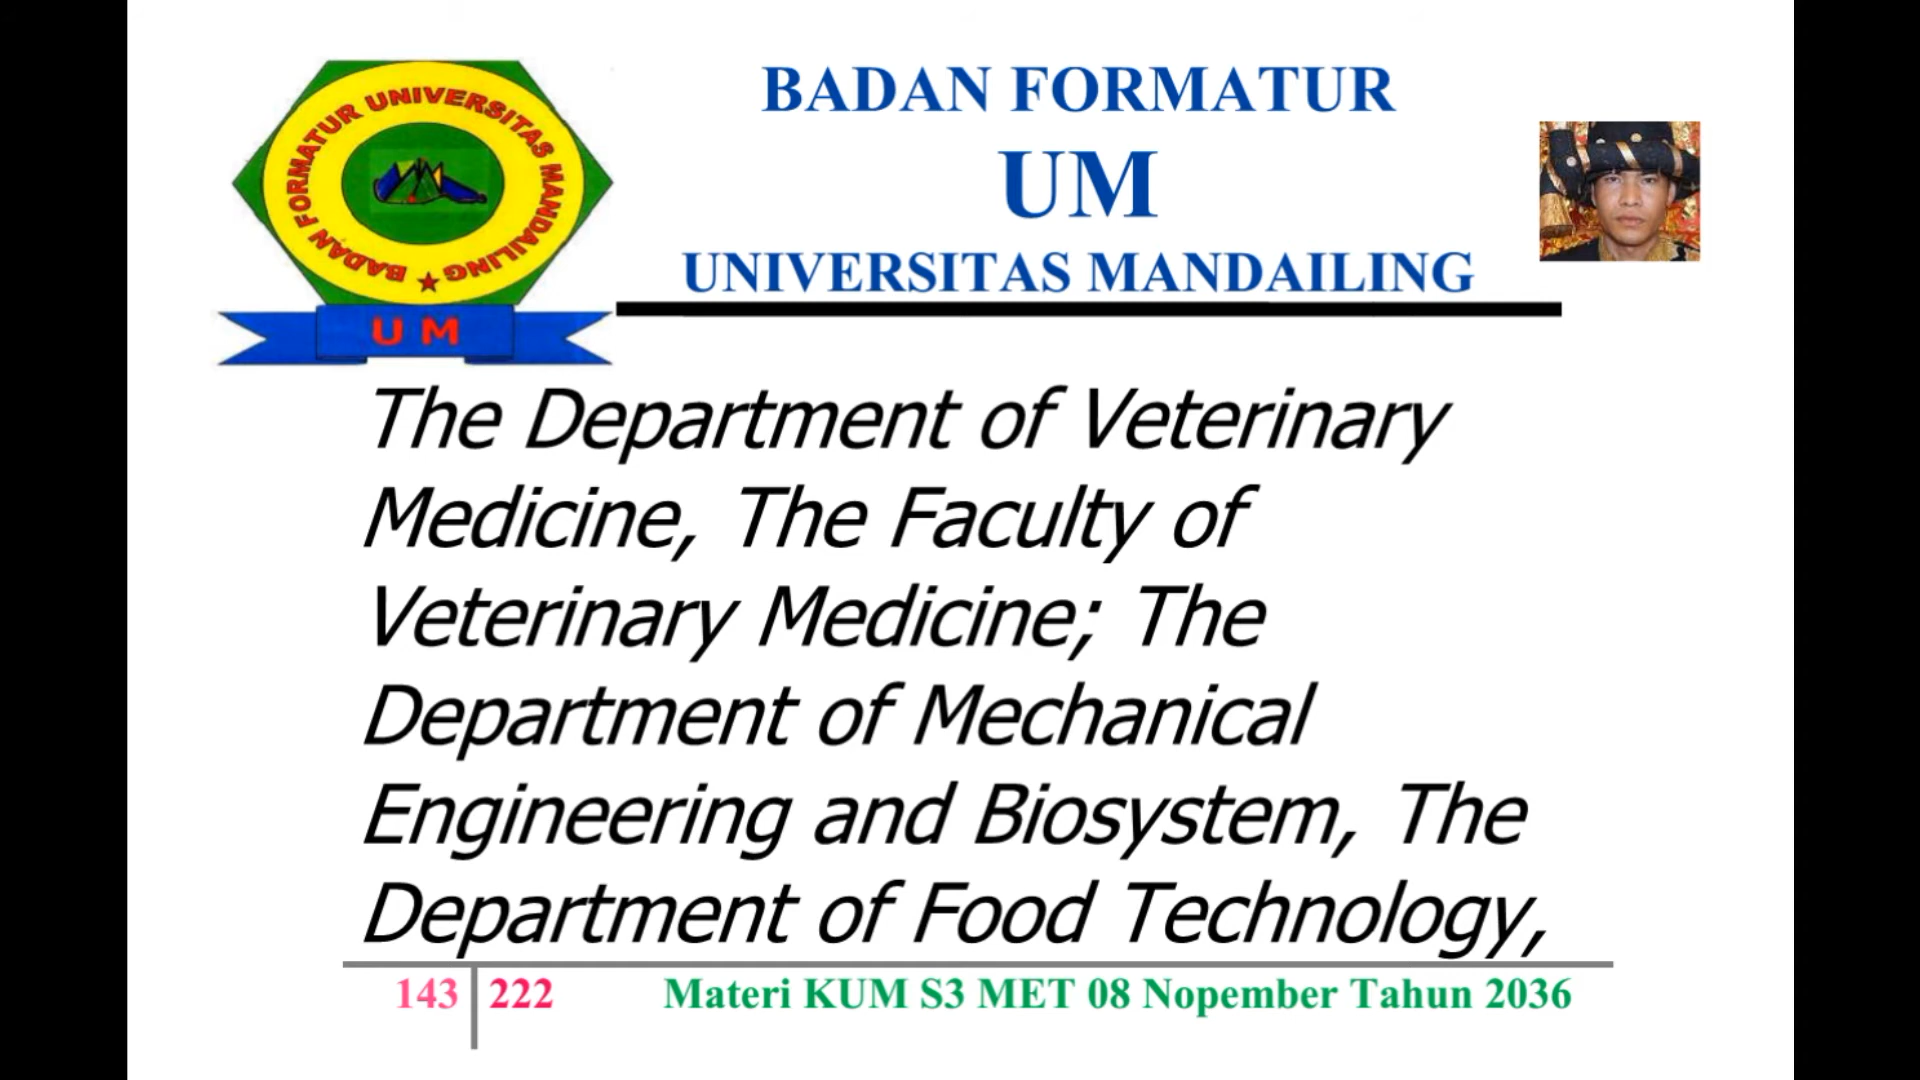 BADAN FORMATUR UNIVERSITAS MANDAILING
U M
BADAN FORMATUR
UM
UNIVERSITAS MANDAILING
The Department of Veterinary
Medicine, The Faculty of
Veterinary Medicine; The
Department of Mechanical
Engineering and Biosystem, The
Department of Food Technology,
143 222 Materi KUM S3 MET 08 Nopember Tahun 2036